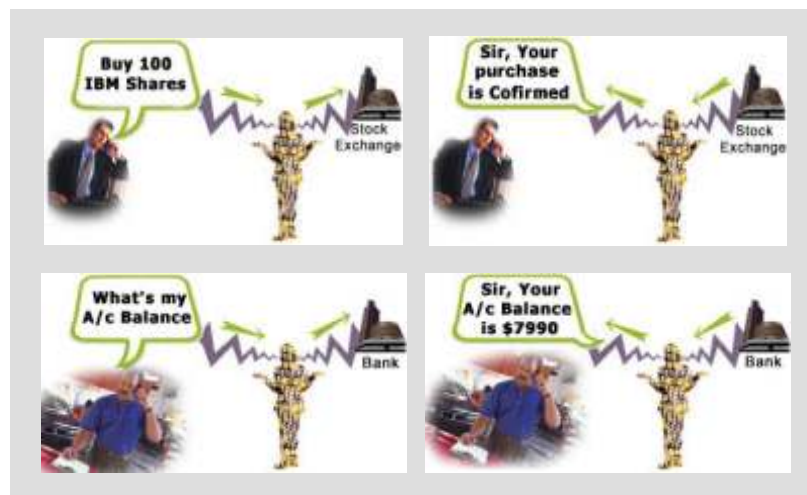 Buy 100
IBM Shares
Stock
Exchange
Sir, Your
purchase
is Cofirmed
Stock
Exchange
What's my
A/c Balance
Bank
Sir, Your
A/c Balance
is $7990
Bank